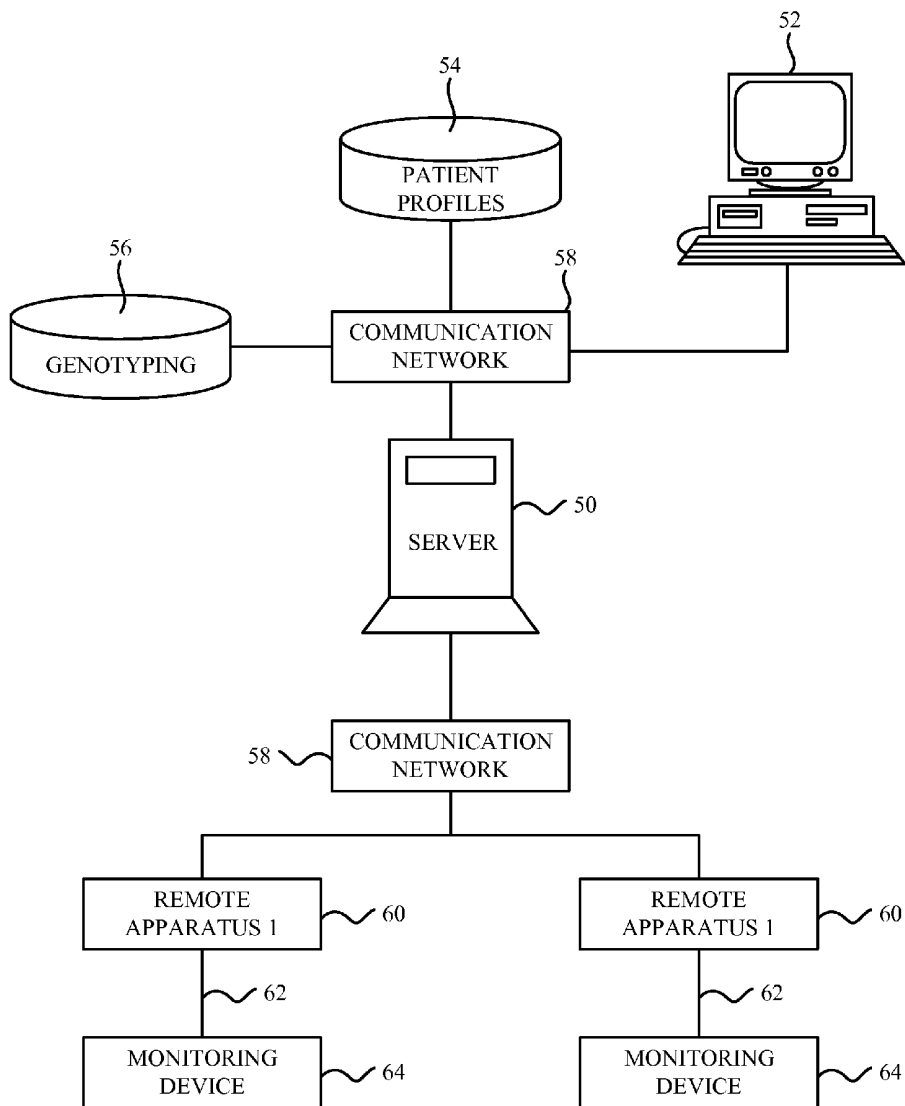 52
54
PATIENT
PROFILES
56
58
GENOTYPING
COMMUNICATION
NETWORK
50
SERVER
58
COMMUNICATION
NETWORK
REMOTE
APPARATUS 1
60
REMOTE
APPARATUS 1
60
62
62
MONITORING
DEVICE
64
MONITORING
DEVICE
64